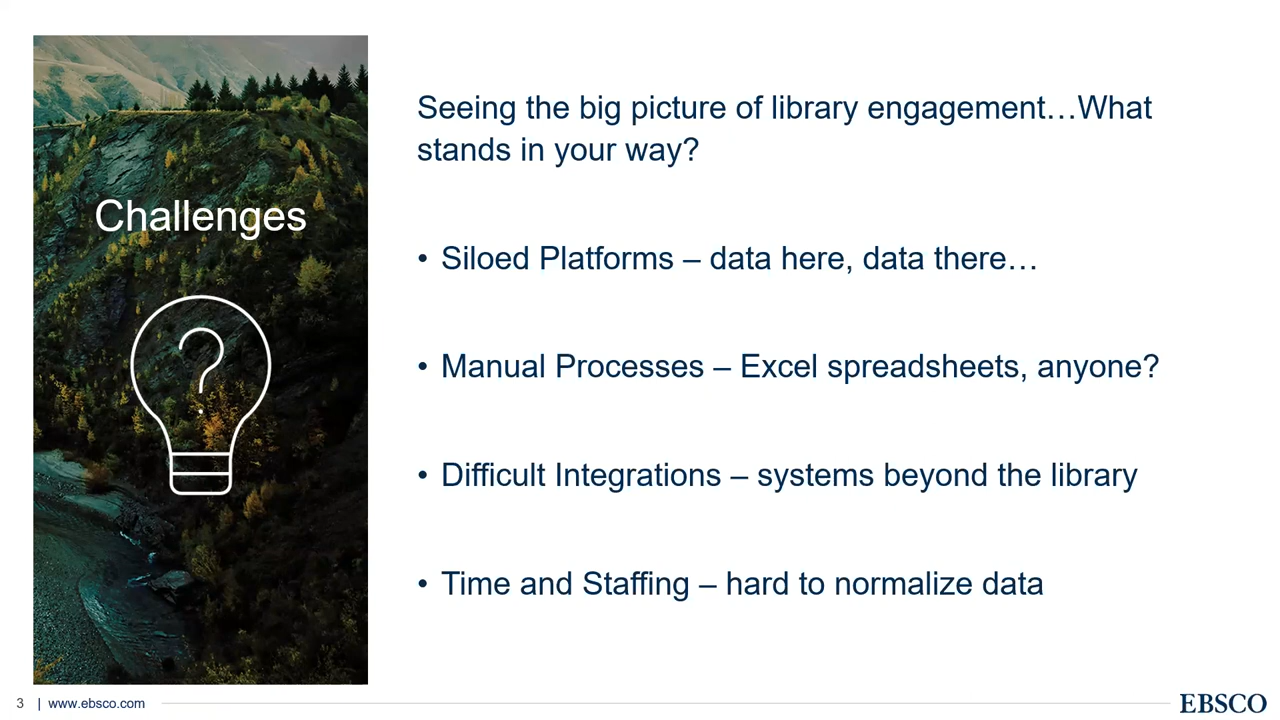 Challenges
?
Seeing the big picture of library engagement…What
stands in your way?
• Siloed Platforms – data here, data there…
• Manual Processes – Excel spreadsheets, anyone?
• Difficult Integrations – systems beyond the library
• Time and Staffing – hard to normalize data
3 | www.ebsco.com
EBSCO